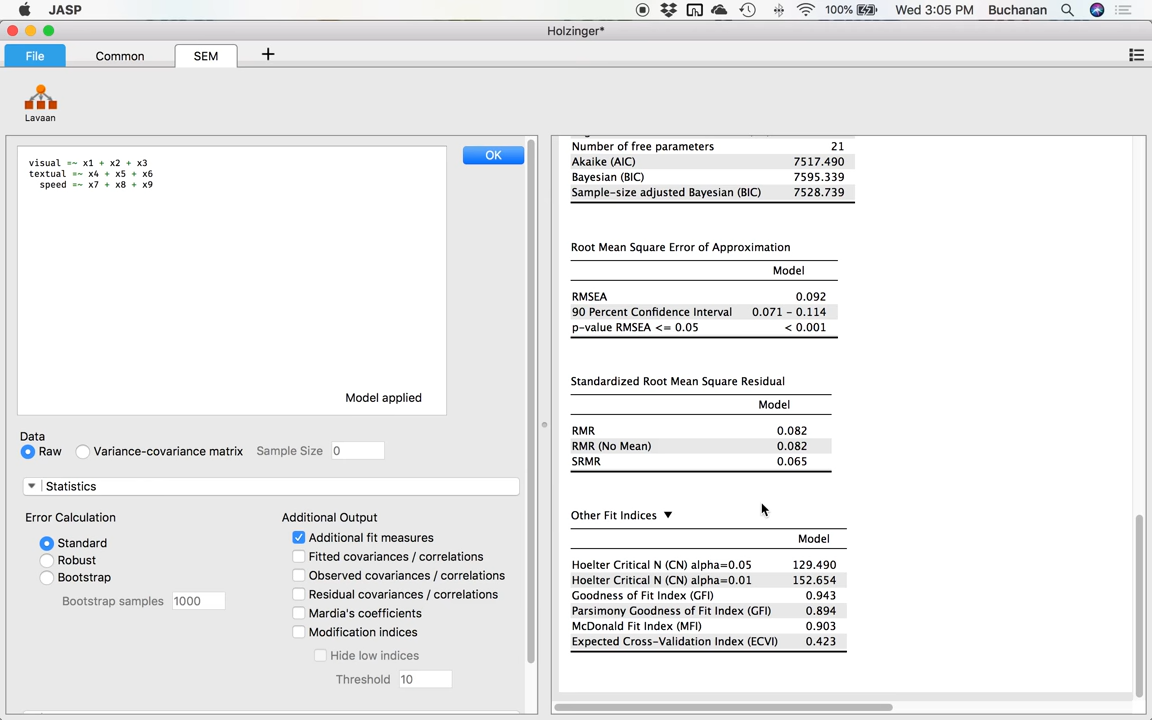 JASP 100% Wed 3:05 PM Buchanan
Holzinger*
File Common SEM +
Lavaan
visual =~ x1 + x2 + x3
textual =~ x4 + x5 + x6
speed =~ x7 + x8 + x9
OK
Model applied
Data
Raw Variance-covariance matrix Sample Size 0
Statistics
Error Calculation
Standard
Robust
Bootstrap
Bootstrap samples 1000
Additional Output
Additional fit measures
Fitted covariances / correlations
Observed covariances / correlations
Residual covariances / correlations
Mardia's coefficients
Modification indices
Hide low indices
Threshold 10
Number of free parameters 21
Akaike (AIC) 7517.490
Bayesian (BIC) 7595.339
Sample-size adjusted Bayesian (BIC) 7528.739
Root Mean Square Error of Approximation
Model
RMSEA 0.092
90 Percent Confidence Interval 0.071 - 0.114
p-value RMSEA <= 0.05 < 0.001
Standardized Root Mean Square Residual
Model
RMR 0.082
RMR (No Mean) 0.082
SRMR 0.065
Other Fit Indices
Model
Hoelter Critical N (CN) alpha=0.05 129.490
Hoelter Critical N (CN) alpha=0.01 152.654
Goodness of Fit Index (GFI) 0.943
Parsimony Goodness of Fit Index (GFI) 0.894
McDonald Fit Index (MFI) 0.903
Expected Cross-Validation Index (ECVI) 0.423